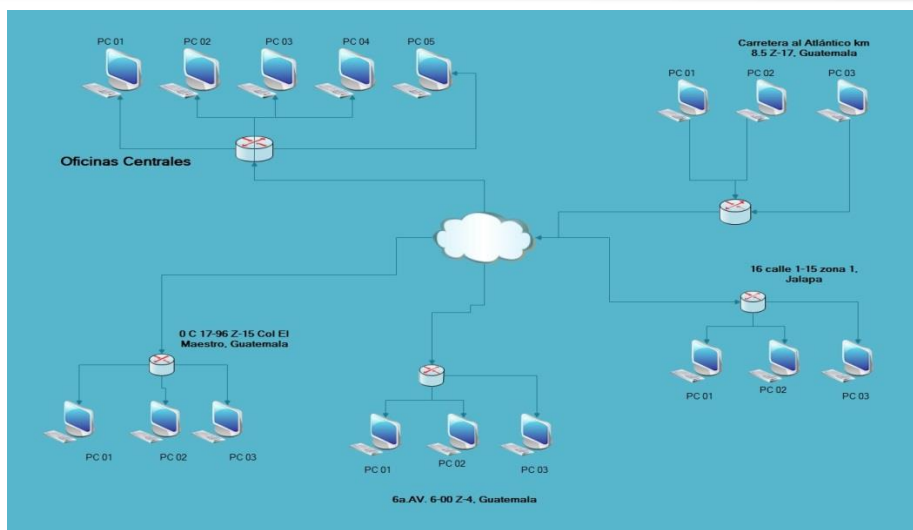 PC 01
PC 02
PC 03
PC 04
PC 05
Oficinas Centrales
Carretera al Atlántico km
8.5 Z-17, Guatemala
PC 01
PC 02
PC 03
16 calle 1-15 zona 1,
Jalapa
PC 01
PC 02
PC 03
0 C 17-96 Z-15 Col El
Maestro, Guatemala
PC 01
PC 02
PC 03
PC 01
PC 02
PC 03
6a.AV. 6-00 Z-4, Guatemala